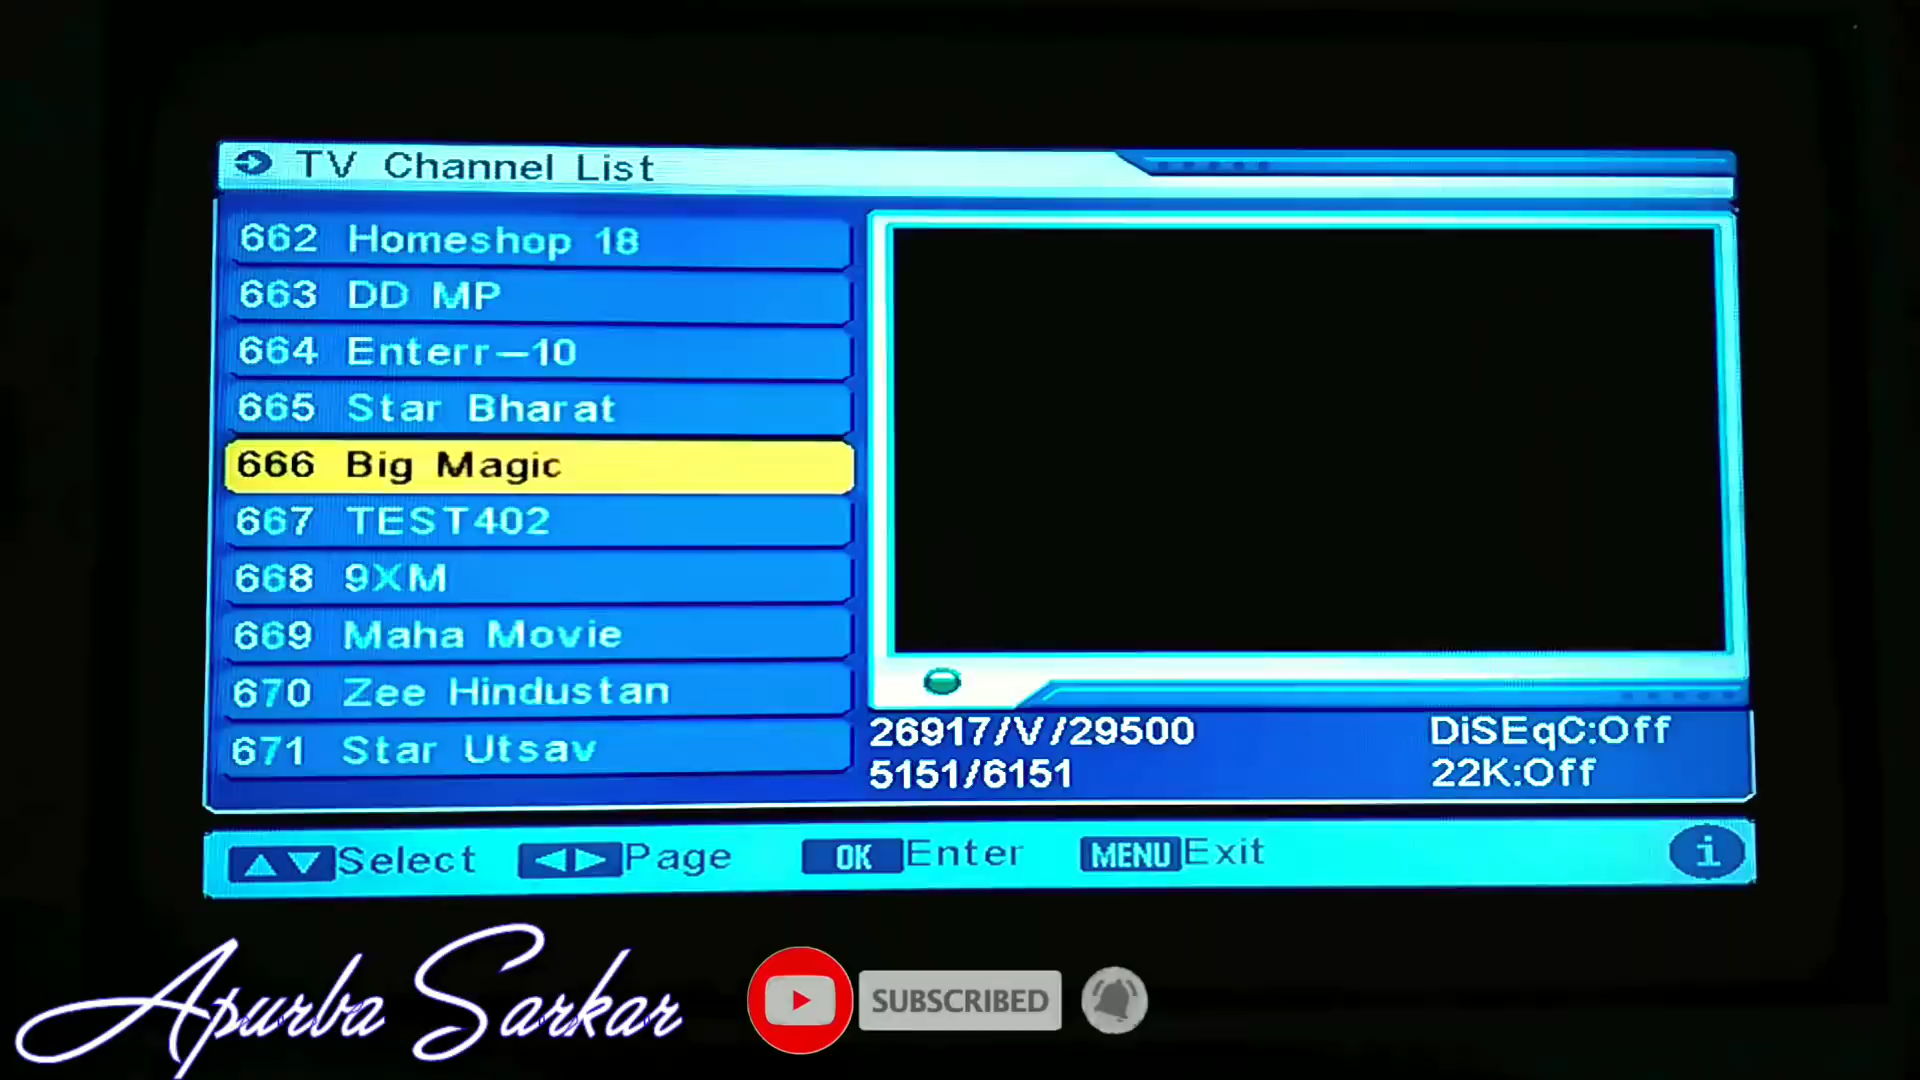 TV Channel List
662 Homeshop 18
663 DD MP
664 Enterr-10
665 Star Bharat
666 Big Magic
667 TEST402
668 9XM
669 Maha Movie
670 Zee Hindustan
671 Star Utsav
26917/V/29500 DiSEqC:Off
5151/6151 22K:Off
Select Page OK Enter MENU Exit i
Apurba Sarkar SUBSCRIBED